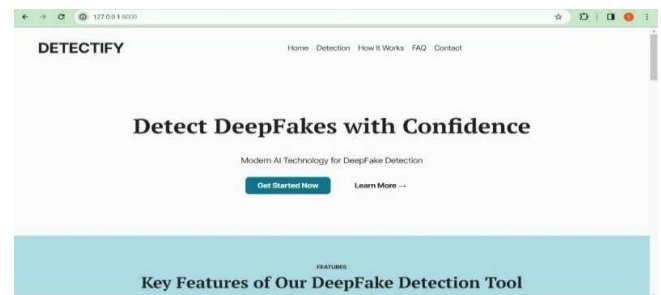 127.0.0.1:8000
DETECTIFY
Home Detection How It Works FAQ Contact
Detect DeepFakes with Confidence
Modern AI Technology for DeepFake Detection
Get Started Now Learn More →
FEATURES
Key Features of Our DeepFake Detection Tool